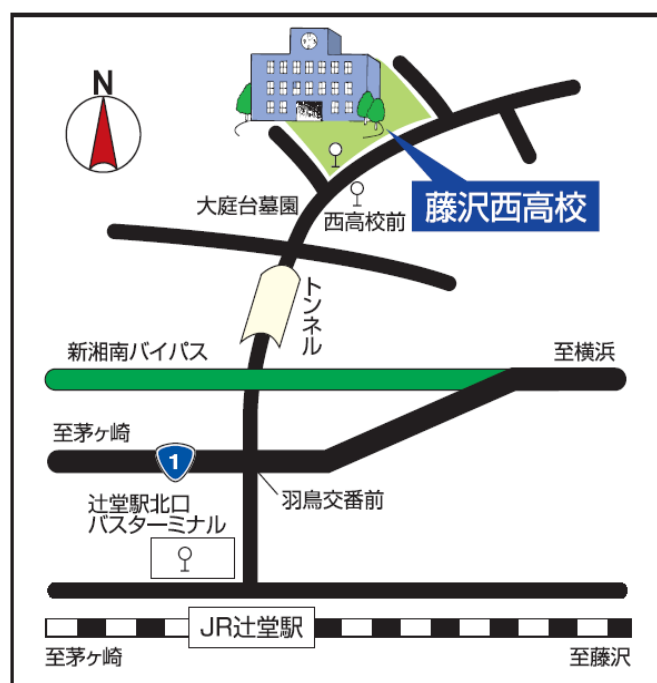 N
大庭台墓園
西高校前
藤沢西高校
トンネル
新湘南バイパス
至横浜
至茅ヶ崎
1
羽鳥交番前
辻堂駅北口
バスターミナル
JR辻堂駅
至茅ヶ崎
至藤沢